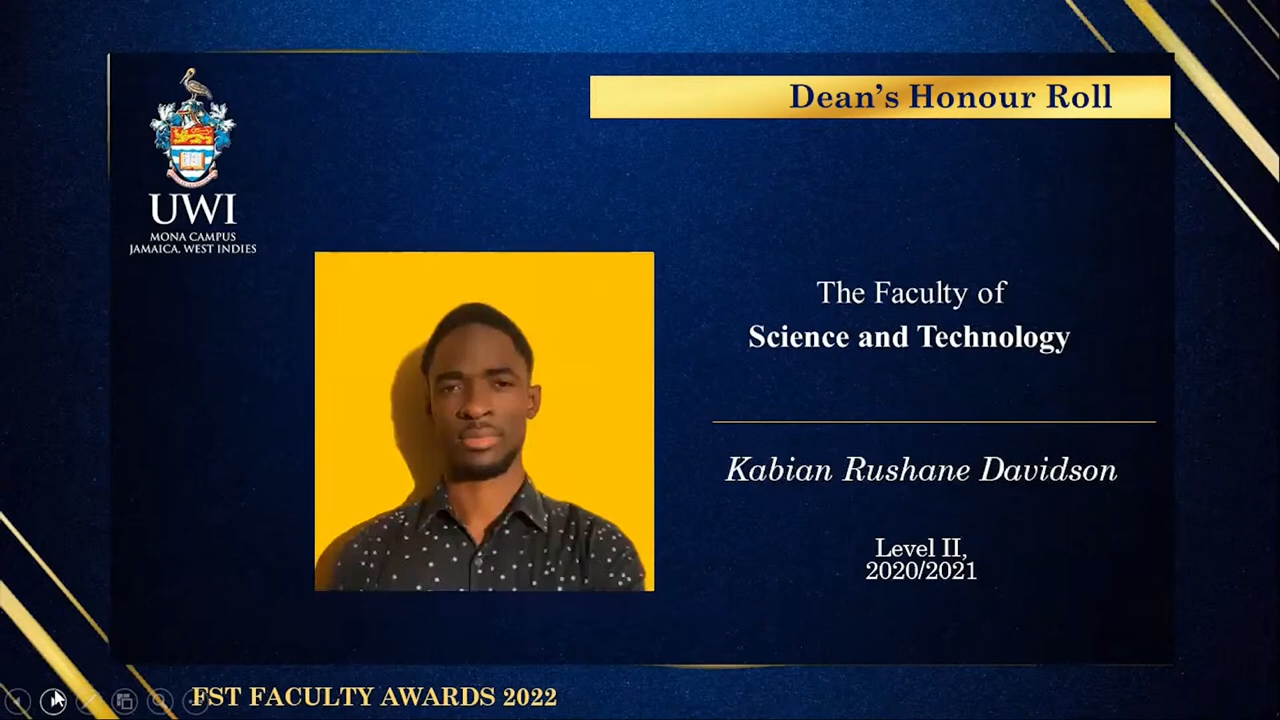 Dean's Honour Roll
UWI
MONA CAMPUS
JAMAICA, WEST INDIES
The Faculty of
Science and Technology
Kabian Rushane Davidson
Level II,
2020/2021
FST FACULTY AWARDS 2022